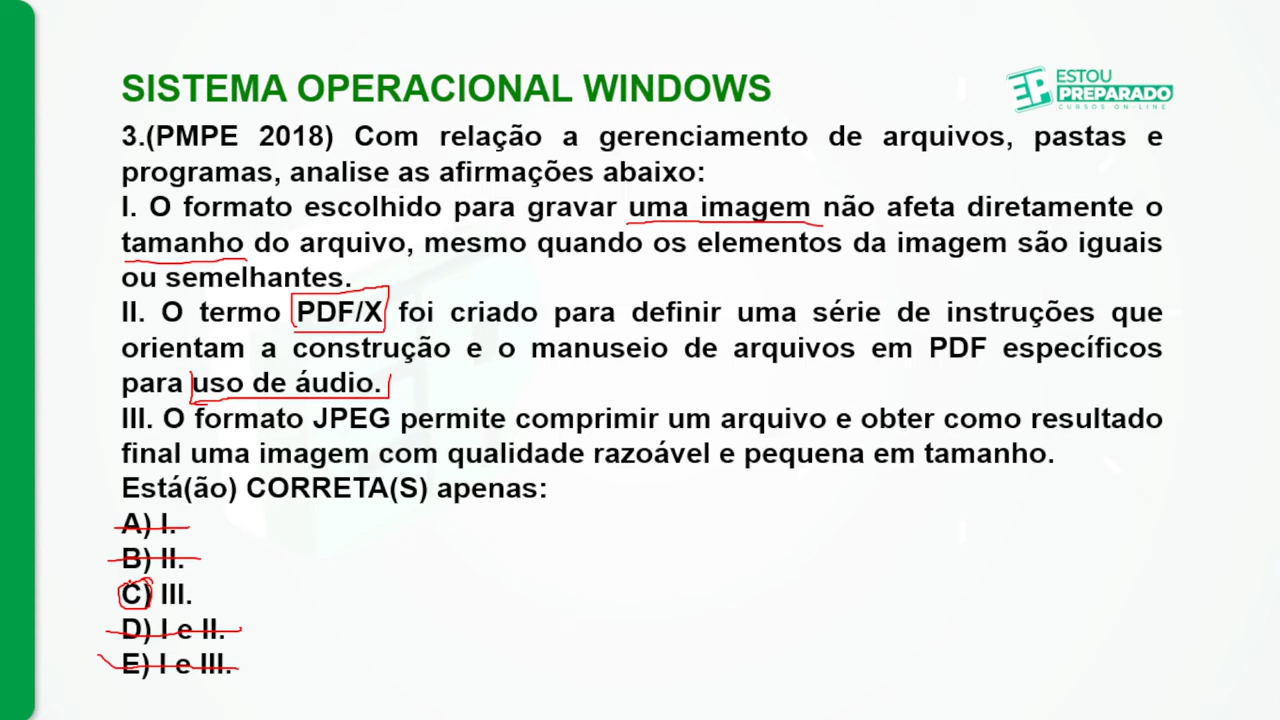 SISTEMA OPERACIONAL WINDOWS
ESTOU
PREPARADO
CURSOS ON-LINE
EP
3.(PMPE 2018) Com relação a gerenciamento de arquivos, pastas e
programas, analise as afirmações abaixo:
I. O formato escolhido para gravar uma imagem não afeta diretamente o
tamanho do arquivo, mesmo quando os elementos da imagem são iguais
ou semelhantes.
II. O termo PDF/X foi criado para definir uma série de instruções que
orientam a construção e o manuseio de arquivos em PDF específicos
para uso de áudio.
III. O formato JPEG permite comprimir um arquivo e obter como resultado
final uma imagem com qualidade razoável e pequena em tamanho.
Está(ão) CORRETA(S) apenas:
A) I.
B) II.
C) III.
D) I e II.
E) I e III.